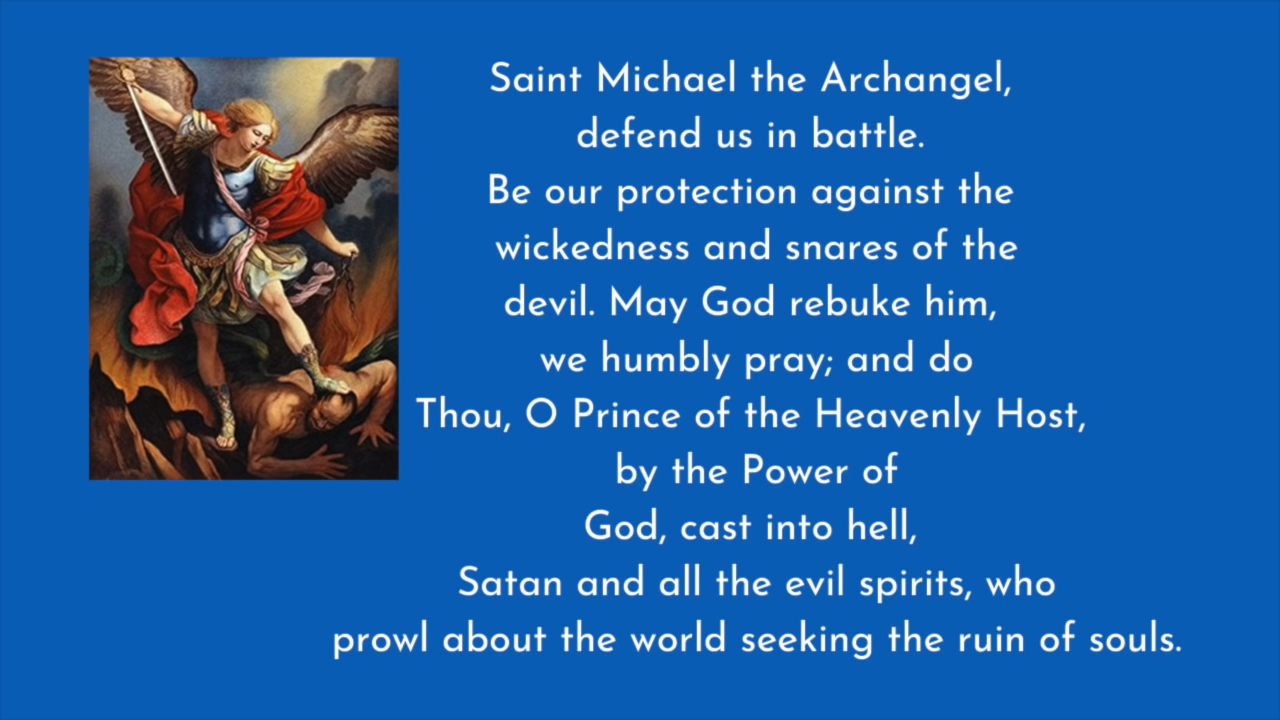 Saint Michael the Archangel,
defend us in battle.
Be our protection against the
wickedness and snares of the
devil. May God rebuke him,
we humbly pray; and do
Thou, O Prince of the Heavenly Host,
by the Power of
God, cast into hell,
Satan and all the evil spirits, who
prowl about the world seeking the ruin of souls.